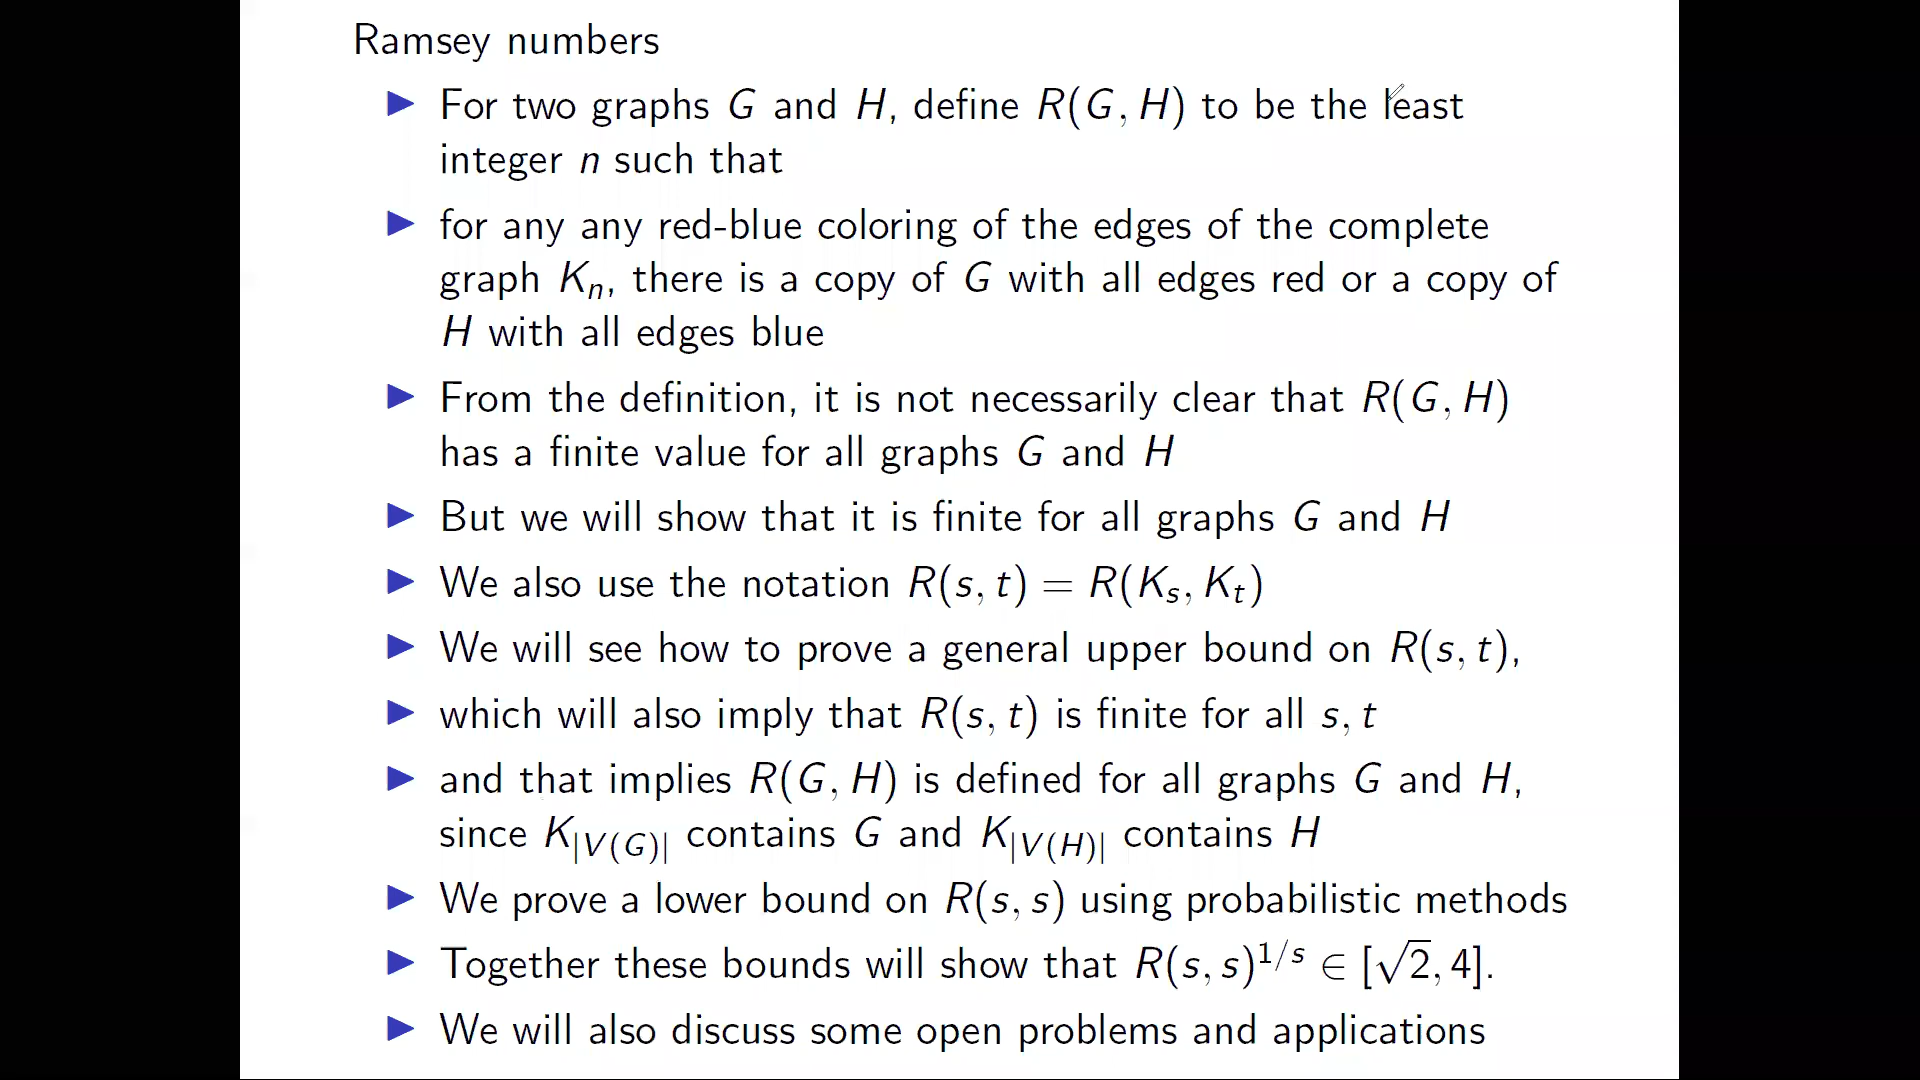 Ramsey numbers
▶ For two graphs G and H, define R(G, H) to be the least
integer n such that
▶ for any any red-blue coloring of the edges of the complete
graph Kₙ, there is a copy of G with all edges red or a copy of
H with all edges blue
▶ From the definition, it is not necessarily clear that R(G, H)
has a finite value for all graphs G and H
▶ But we will show that it is finite for all graphs G and H
▶ We also use the notation R(s, t) = R(Kₛ, Kₜ)
▶ We will see how to prove a general upper bound on R(s, t),
▶ which will also imply that R(s, t) is finite for all s, t
▶ and that implies R(G, H) is defined for all graphs G and H,
since K_{|V(G)|} contains G and K_{|V(H)|} contains H
▶ We prove a lower bound on R(s, s) using probabilistic methods
▶ Together these bounds will show that R(s, s)^{1/s} ∈ [√2, 4].
▶ We will also discuss some open problems and applications